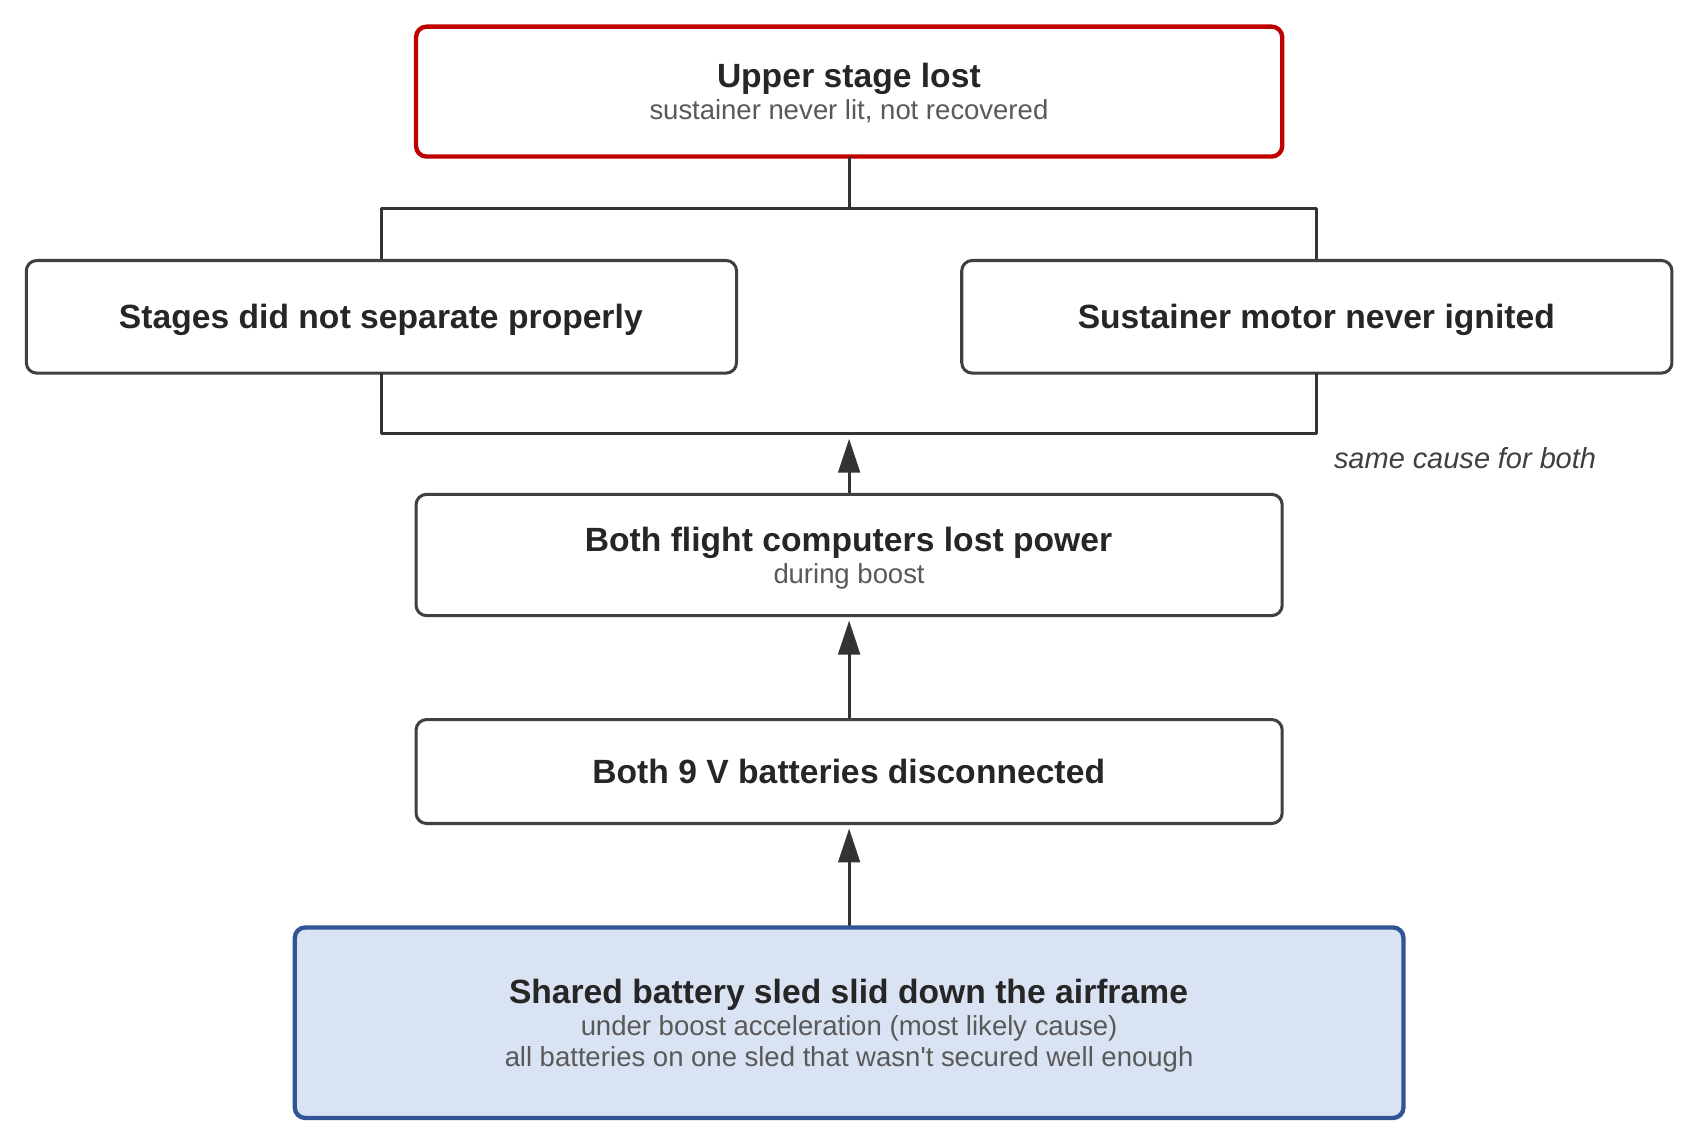 Upper stage lost
sustainer never lit, not recovered
Stages did not separate properly
Sustainer motor never ignited
same cause for both
Both flight computers lost power
during boost
Both 9 V batteries disconnected
Shared battery sled slid down the airframe
under boost acceleration (most likely cause)
all batteries on one sled that wasn't secured well enough